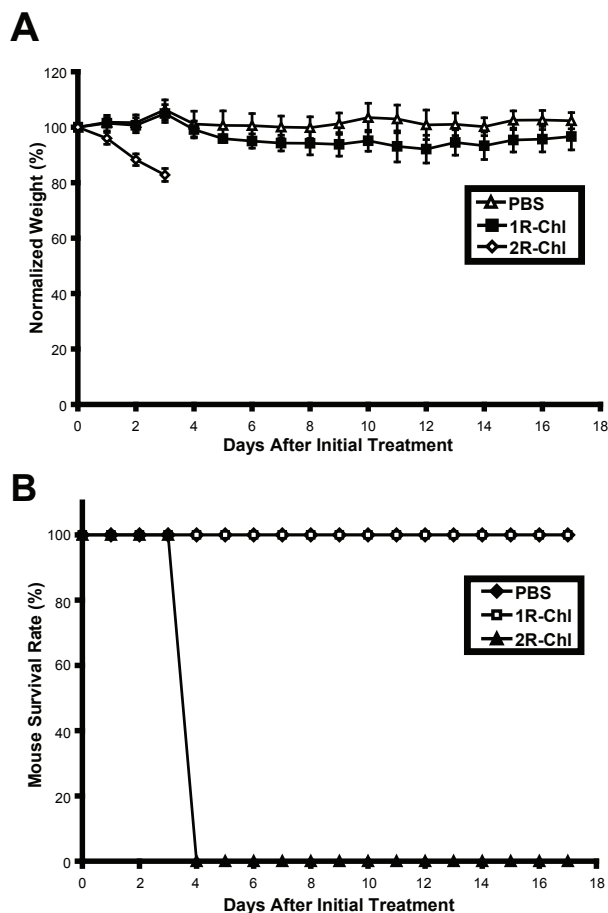 A
120
100
80
60
40
20
0
Normalized Weight (%)
PBS
1R-Chl
2R-Chl
0 2 4 6 8 10 12 14 16 18
Days After Initial Treatment
B
100
80
60
40
20
0
Mouse Survival Rate (%)
PBS
1R-Chl
2R-Chl
0 2 4 6 8 10 12 14 16 18
Days After Initial Treatment